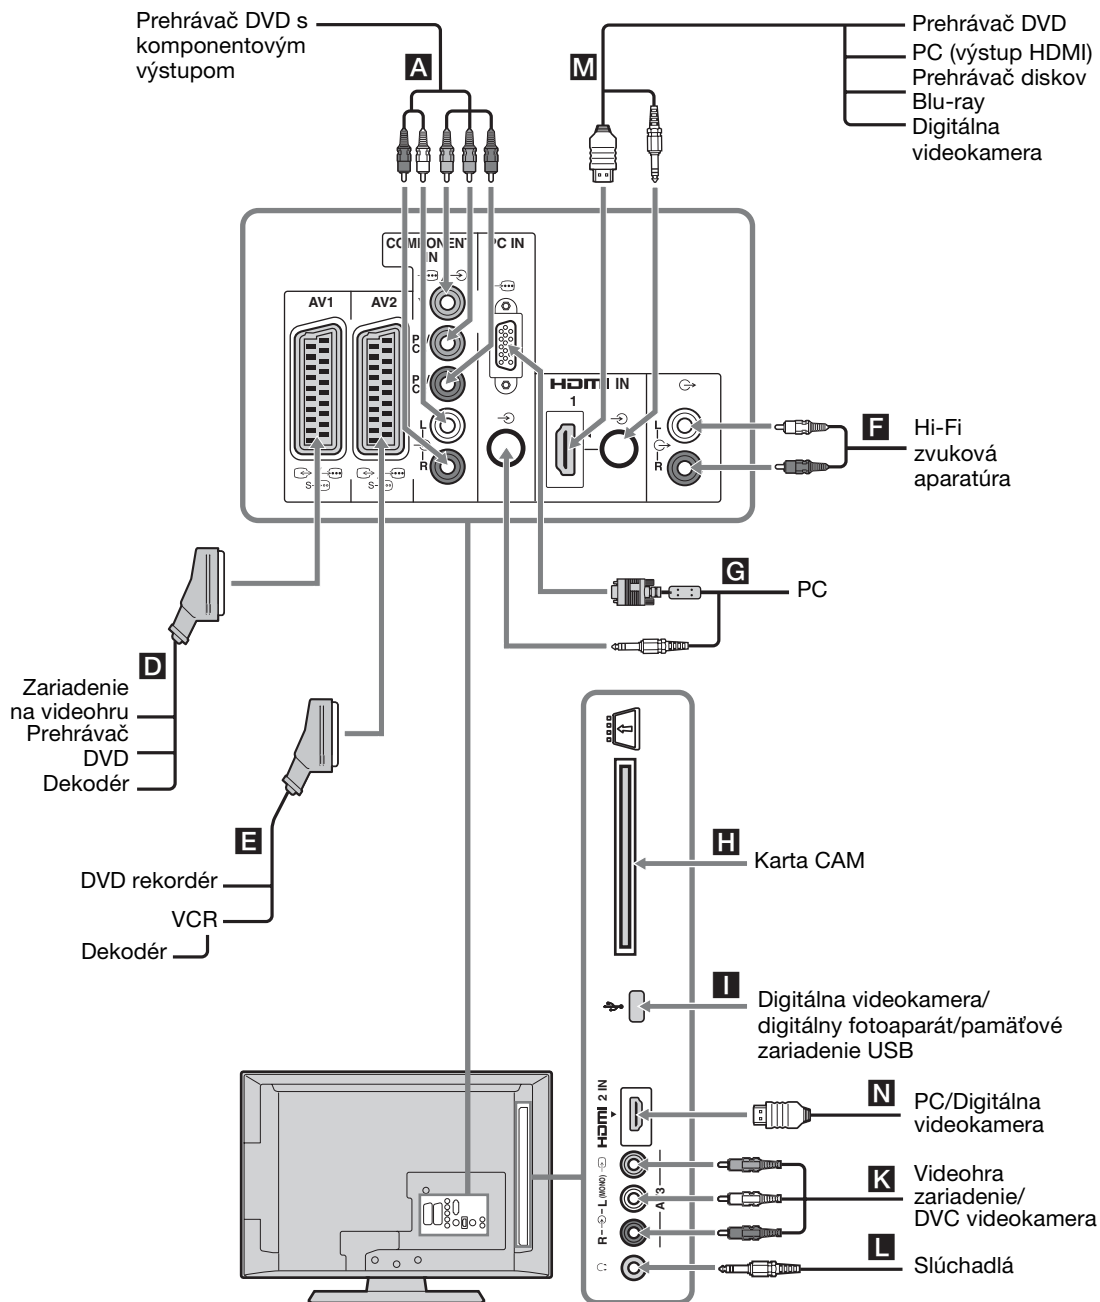 Prehrávač DVD s
komponentovým
výstupom
A
M
Prehrávač DVD
PC (výstup HDMI)
Prehrávač diskov
Blu-ray
Digitálna
videokamera
COMPONENT
IN
PC IN
AV1
AV2
HDMI IN
1
L
R
L
R
S
S
F
Hi-Fi
zvuková
aparatúra
G
PC
D
Zariadenie
na videohru
Prehrávač
DVD
Dekodér
E
DVD rekordér
VCR
Dekodér
H
Karta CAM
I
Digitálna videokamera/
digitálny fotoaparát/pamäťové
zariadenie USB
HDMI 2 IN
N
PC/Digitálna
videokamera
R L (MONO)
K
Videohra
zariadenie/
DVC videokamera
L
Slúchadlá